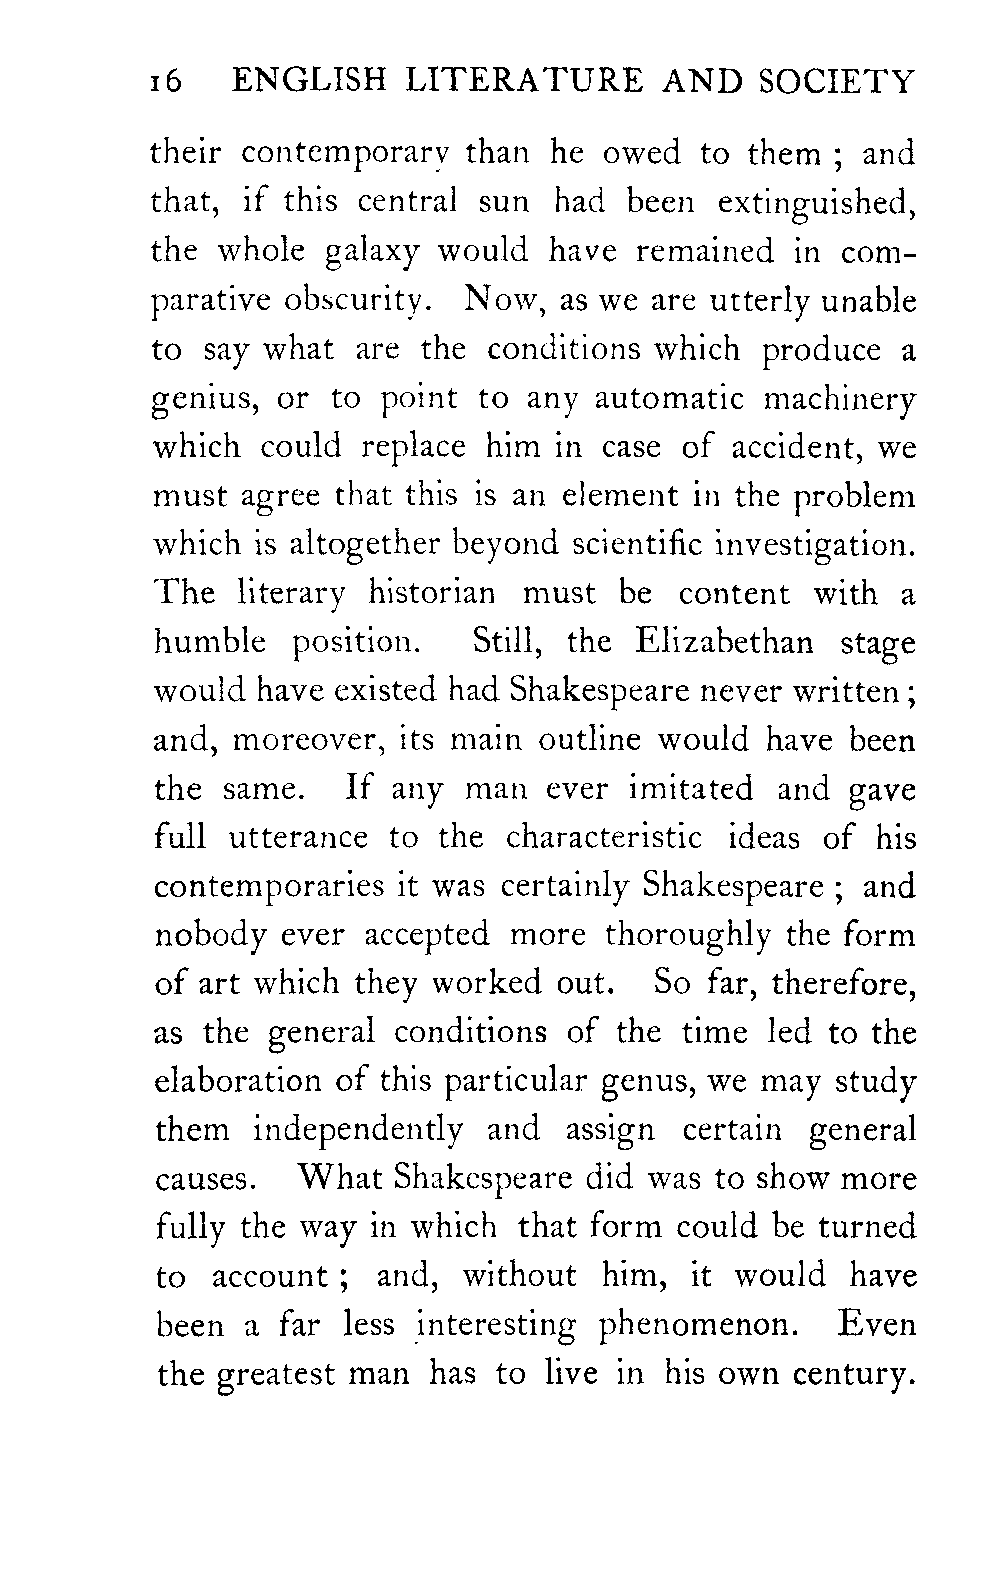 16 ENGLISH LITERATURE AND SOCIETY
their contemporary than he owed to them ; and
that, if this central sun had been extinguished,
the whole galaxy would have remained in com-
parative obscurity. Now, as we are utterly unable
to say what are the conditions which produce a
genius, or to point to any automatic machinery
which could replace him in case of accident, we
must agree that this is an element in the problem
which is altogether beyond scientific investigation.
The literary historian must be content with a
humble position. Still, the Elizabethan stage
would have existed had Shakespeare never written ;
and, moreover, its main outline would have been
the same. If any man ever imitated and gave
full utterance to the characteristic ideas of his
contemporaries it was certainly Shakespeare ; and
nobody ever accepted more thoroughly the form
of art which they worked out. So far, therefore,
as the general conditions of the time led to the
elaboration of this particular genus, we may study
them independently and assign certain general
causes. What Shakespeare did was to show more
fully the way in which that form could be turned
to account ; and, without him, it would have
been a far less interesting phenomenon. Even
the greatest man has to live in his own century.